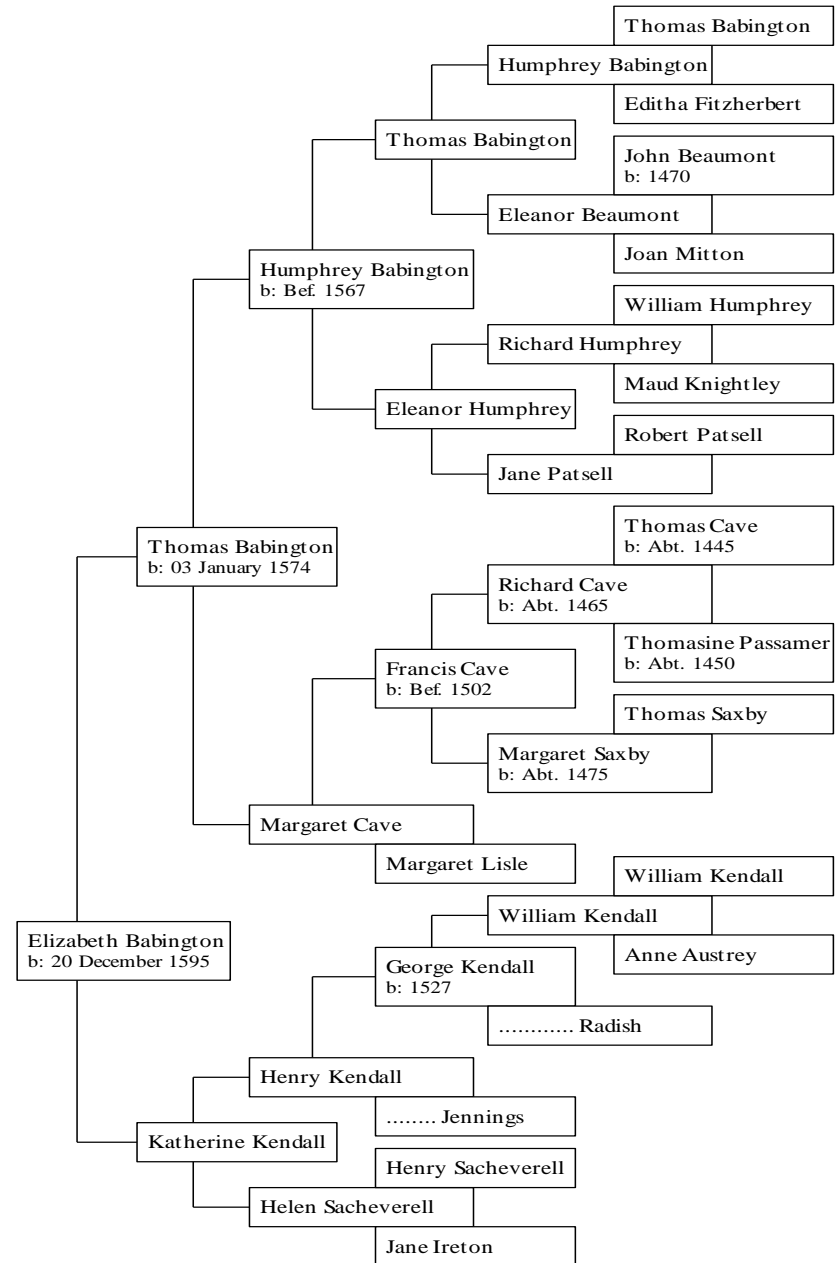 Thomas Babington
Humphrey Babington
Editha Fitzherbert
Thomas Babington
John Beaumont
b: 1470
Eleanor Beaumont
Joan Mitton
Humphrey Babington
b: Bef. 1567
William Humphrey
Richard Humphrey
Maud Knightley
Eleanor Humphrey
Robert Patsell
Jane Patsell
Thomas Babington
b: 03 January 1574
Thomas Cave
b: Abt. 1445
Richard Cave
b: Abt. 1465
Thomasine Passamer
b: Abt. 1450
Francis Cave
b: Bef. 1502
Thomas Saxby
Margaret Saxby
b: Abt. 1475
Margaret Cave
Margaret Lisle
William Kendall
William Kendall
Elizabeth Babington
b: 20 December 1595
Anne Austrey
George Kendall
b: 1527
............ Radish
Henry Kendall
........ Jennings
Katherine Kendall
Henry Sacheverell
Helen Sacheverell
Jane Ireton